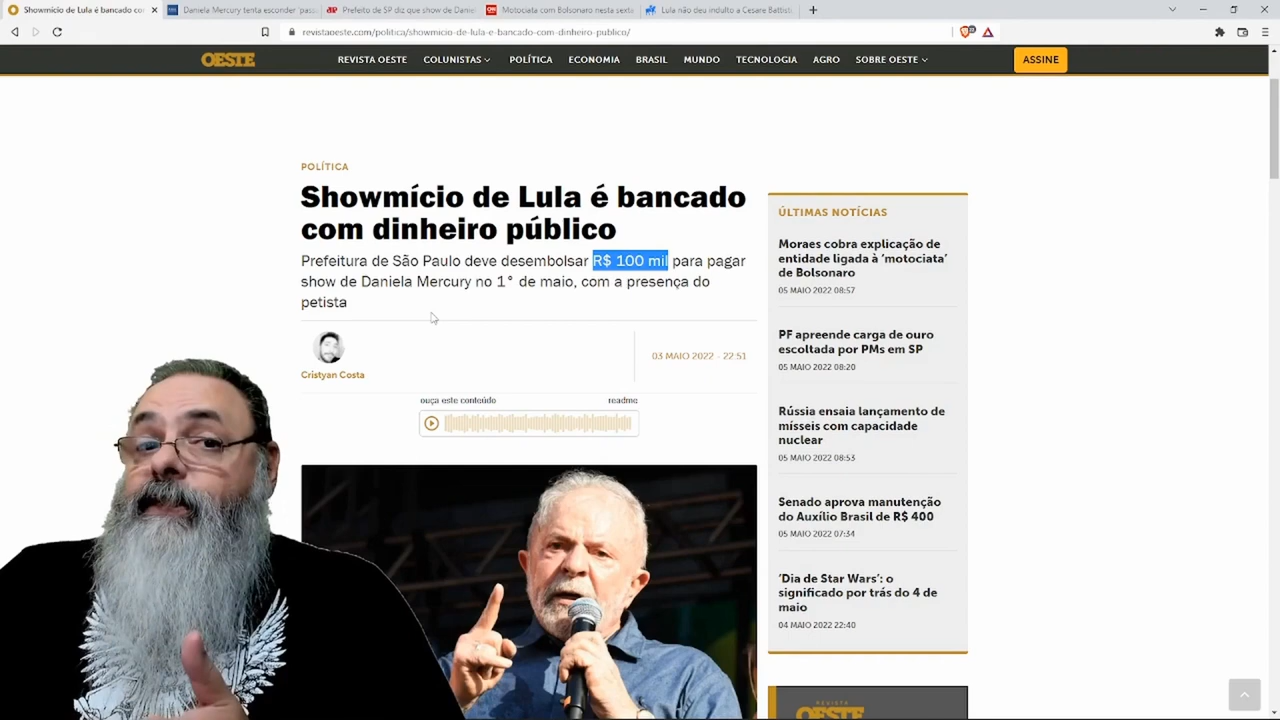 Showmício de Lula é bancado co
Daniela Mercury tenta esconder 'pas
Prefeito de SP diz que show de Danie
Motociata com Bolsonaro nesta sexta
Lula não deu indulto a Cesare Battist
revistaoeste.com/politica/showmicio-de-lula-e-bancado-com-dinheiro-publico/
OESTE
REVISTA OESTE COLUNISTAS POLÍTICA ECONOMIA BRASIL MUNDO TECNOLOGIA AGRO SOBRE OESTE
ASSINE
POLÍTICA
Showmício de Lula é bancado
com dinheiro público
Prefeitura de São Paulo deve desembolsar R$ 100 mil para pagar
show de Daniela Mercury no 1° de maio, com a presença do
petista
Cristyan Costa
03 MAIO 2022 - 22:51
ouça este conteúdo
readme
ÚLTIMAS NOTÍCIAS
Moraes cobra explicação de
entidade ligada à 'motociata'
de Bolsonaro
05 MAIO 2022 08:57
PF apreende carga de ouro
escoltada por PMs em SP
05 MAIO 2022 08:20
Rússia ensaia lançamento de
mísseis com capacidade
nuclear
05 MAIO 2022 08:53
Senado aprova manutenção
do Auxílio Brasil de R$ 400
05 MAIO 2022 07:34
'Dia de Star Wars': o
significado por trás do 4 de
maio
04 MAIO 2022 22:40
REVISTA
OESTE